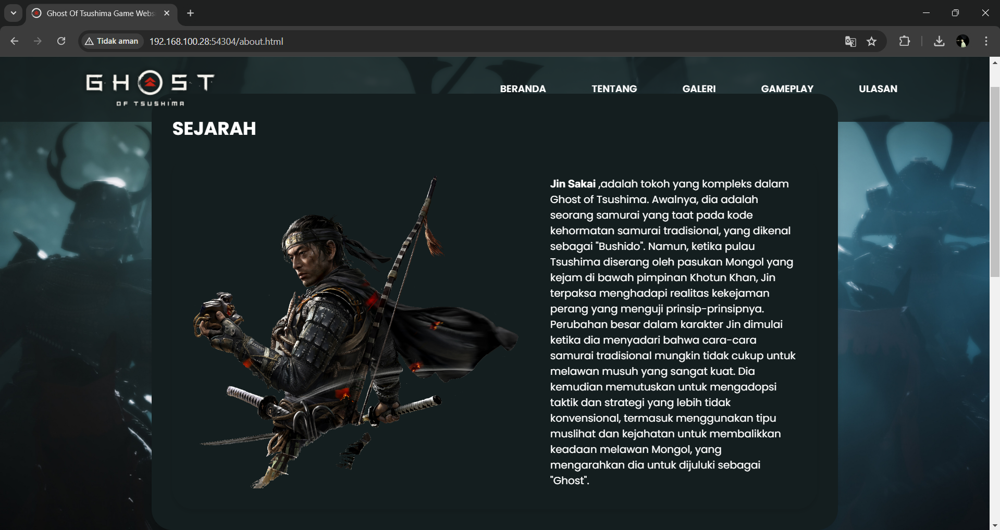 Ghost Of Tsushima Game Webs
Tidak aman
192.168.100.28:54304/about.html
GHOST
OF TSUSHIMA
BERANDA
TENTANG
GALERI
GAMEPLAY
ULASAN
SEJARAH
Jin Sakai ,adalah tokoh yang kompleks dalam
Ghost of Tsushima. Awalnya, dia adalah
seorang samurai yang taat pada kode
kehormatan samurai tradisional, yang dikenal
sebagai "Bushido". Namun, ketika pulau
Tsushima diserang oleh pasukan Mongol yang
kejam di bawah pimpinan Khotun Khan, Jin
terpaksa menghadapi realitas kekejaman
perang yang menguji prinsip-prinsipnya.
Perubahan besar dalam karakter Jin dimulai
ketika dia menyadari bahwa cara-cara
samurai tradisional mungkin tidak cukup untuk
melawan musuh yang sangat kuat. Dia
kemudian memutuskan untuk mengadopsi
taktik dan strategi yang lebih tidak
konvensional, termasuk menggunakan tipu
muslihat dan kejahatan untuk membalikkan
keadaan melawan Mongol, yang
mengarahkan dia untuk dijuluki sebagai
"Ghost".